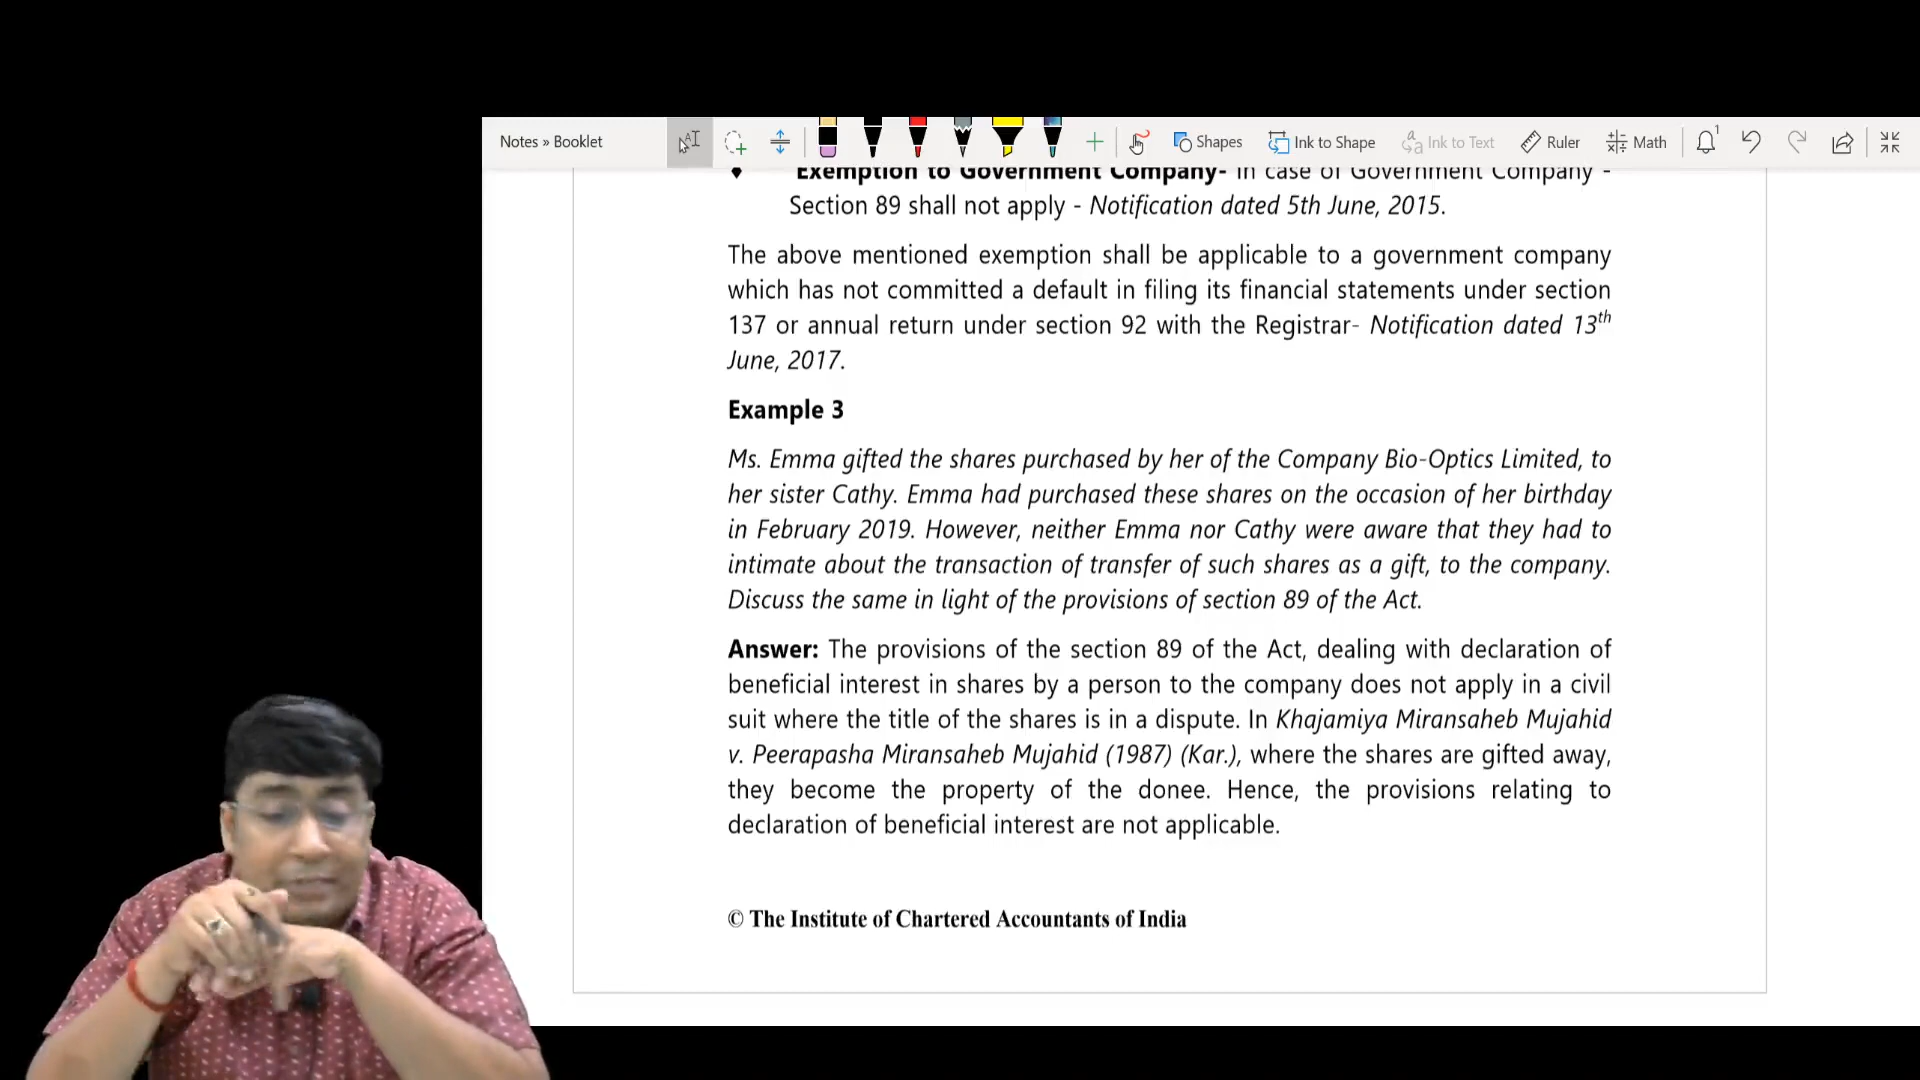 Notes » Booklet
Shapes
Ink to Shape
Ink to Text
Ruler
Math
1
Exemption to Government Company- In case of Government Company -
Section 89 shall not apply - Notification dated 5th June, 2015.
The above mentioned exemption shall be applicable to a government company
which has not committed a default in filing its financial statements under section
137 or annual return under section 92 with the Registrar- Notification dated 13th
June, 2017.
Example 3
Ms. Emma gifted the shares purchased by her of the Company Bio-Optics Limited, to
her sister Cathy. Emma had purchased these shares on the occasion of her birthday
in February 2019. However, neither Emma nor Cathy were aware that they had to
intimate about the transaction of transfer of such shares as a gift, to the company.
Discuss the same in light of the provisions of section 89 of the Act.
Answer: The provisions of the section 89 of the Act, dealing with declaration of
beneficial interest in shares by a person to the company does not apply in a civil
suit where the title of the shares is in a dispute. In Khajamiya Miransaheb Mujahid
v. Peerapasha Miransaheb Mujahid (1987) (Kar.), where the shares are gifted away,
they become the property of the donee. Hence, the provisions relating to
declaration of beneficial interest are not applicable.
© The Institute of Chartered Accountants of India